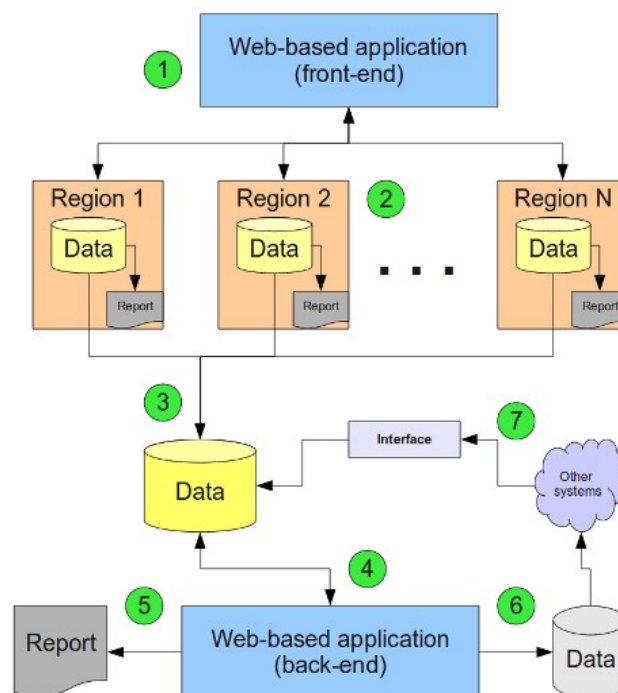 1
Web-based application
(front-end)
Region 1
Data
Report
Region 2
Data
Report
2
. . .
Region N
Data
Report
3
Data
Interface
7
Other
systems
4
5
Report
Web-based application
(back-end)
6
Data